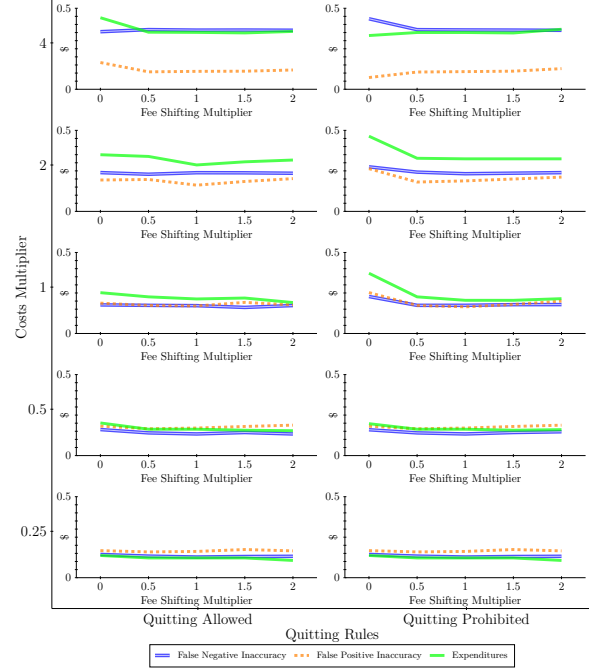 0.5 0.5
4 $ $
0 0
0 0.5 1 1.5 2 0 0.5 1 1.5 2
Fee Shifting Multiplier Fee Shifting Multiplier
0.5 0.5
2 $ $
0 0
0 0.5 1 1.5 2 0 0.5 1 1.5 2
Fee Shifting Multiplier Fee Shifting Multiplier
0.5 0.5
Costs Multiplier
1 $ $
0 0
0 0.5 1 1.5 2 0 0.5 1 1.5 2
Fee Shifting Multiplier Fee Shifting Multiplier
0.5 0.5
0.5 $ $
0 0
0 0.5 1 1.5 2 0 0.5 1 1.5 2
Fee Shifting Multiplier Fee Shifting Multiplier
0.5 0.5
0.25 $ $
0 0
0 0.5 1 1.5 2 0 0.5 1 1.5 2
Fee Shifting Multiplier Fee Shifting Multiplier
Quitting Allowed Quitting Prohibited
Quitting Rules
False Negative Inaccuracy False Positive Inaccuracy Expenditures